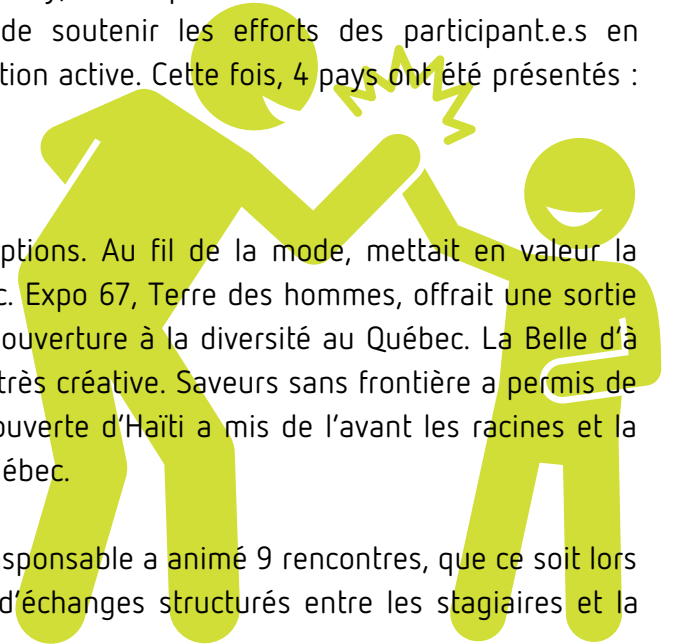 de soutenir les efforts des participant.e.s en
tion active. Cette fois, 4 pays ont été présentés :
ptions. Au fil de la mode, mettait en valeur la
c. Expo 67, Terre des hommes, offrait une sortie
ouverture à la diversité au Québec. La Belle d’à
très créative. Saveurs sans frontière a permis de
ouverte d’Haïti a mis de l’avant les racines et la
ébec.
sponsable a animé 9 rencontres, que ce soit lors
d’échanges structurés entre les stagiaires et la